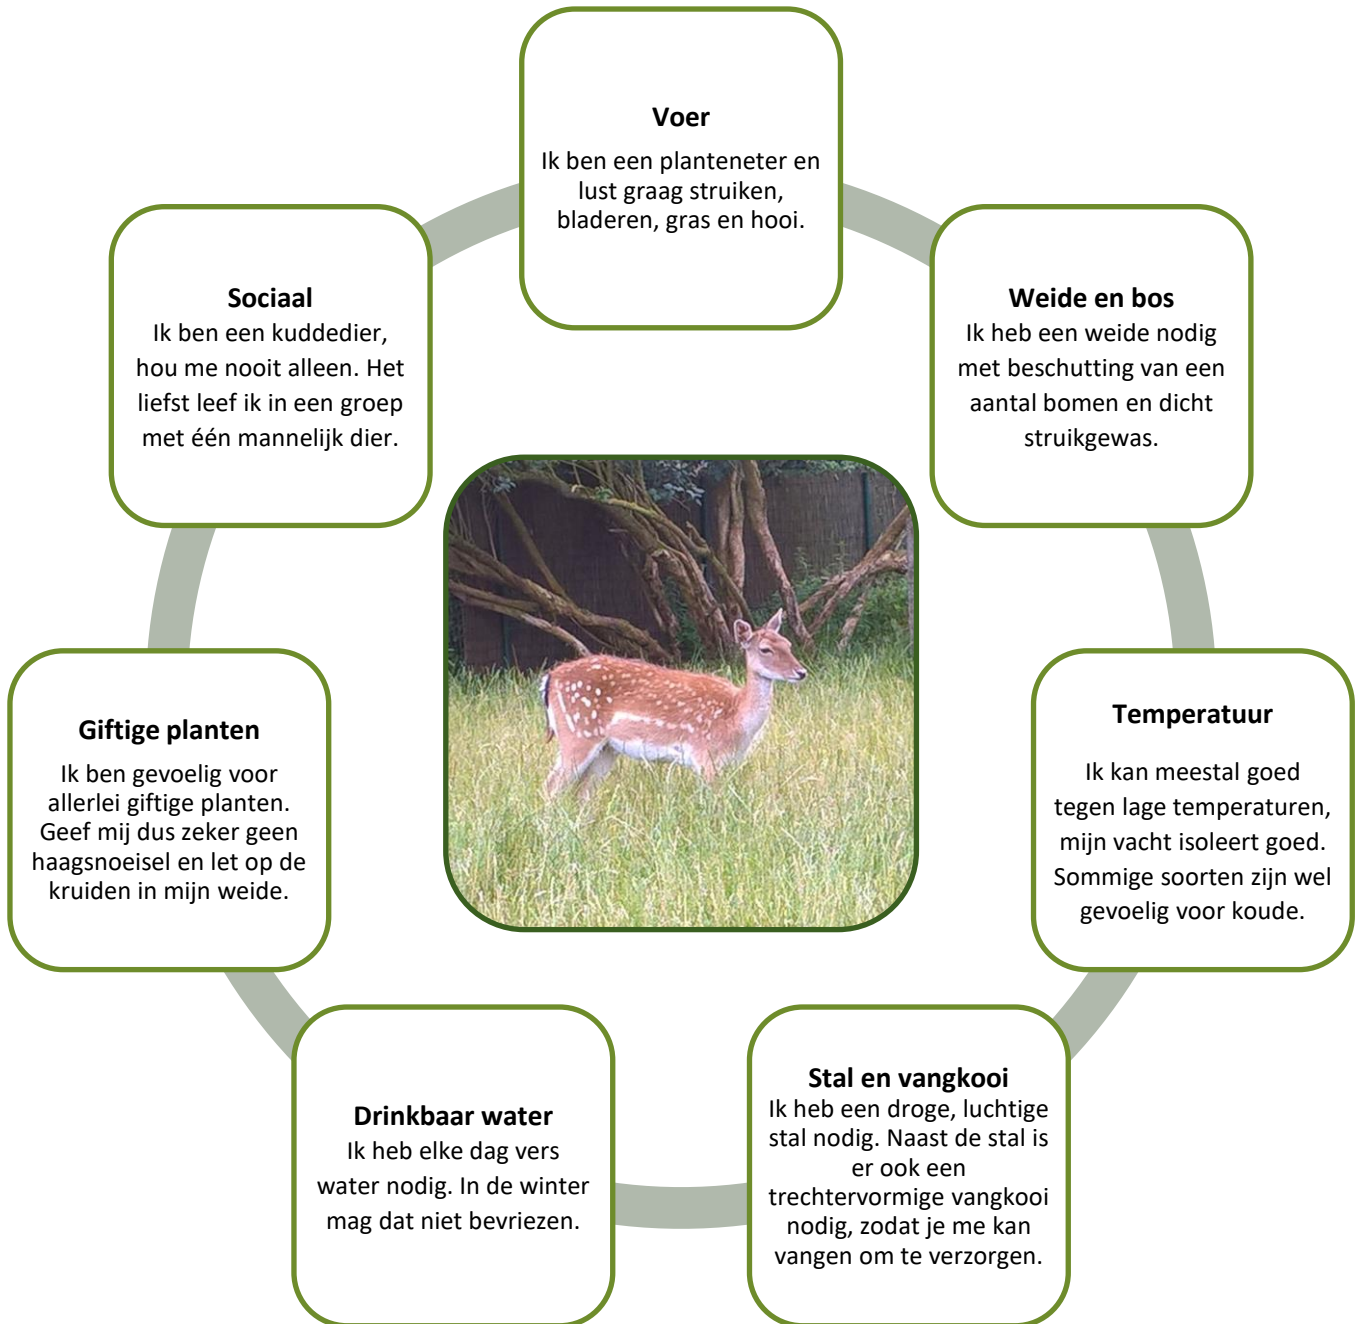 Voer
Ik ben een planteneter en
lust graag struiken,
bladeren, gras en hooi.
Weide en bos
Ik heb een weide nodig
met beschutting van een
aantal bomen en dicht
struikgewas.
Temperatuur
Ik kan meestal goed
tegen lage temperaturen,
mijn vacht isoleert goed.
Sommige soorten zijn wel
gevoelig voor koude.
Stal en vangkooi
Ik heb een droge, luchtige
stal nodig. Naast de stal is
er ook een
trechtervormige vangkooi
nodig, zodat je me kan
vangen om te verzorgen.
Drinkbaar water
Ik heb elke dag vers
water nodig. In de winter
mag dat niet bevriezen.
Giftige planten
Ik ben gevoelig voor
allerlei giftige planten.
Geef mij dus zeker geen
haagsnoeisel en let op de
kruiden in mijn weide.
Sociaal
Ik ben een kuddedier,
hou me nooit alleen. Het
liefst leef ik in een groep
met één mannelijk dier.